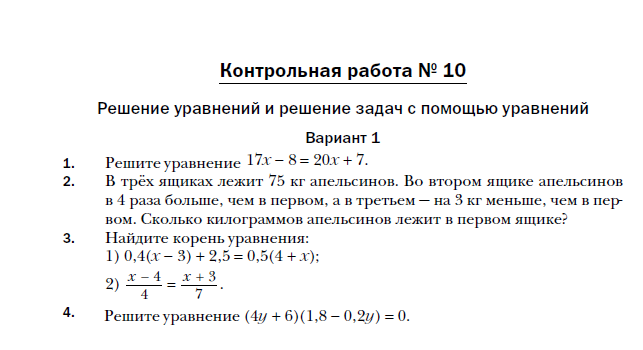 Контрольная работа № 10
Решение уравнений и решение задач с помощью уравнений
Вариант 1
1. Решите уравнение 17x − 8 = 20x + 7.
2. В трёх ящиках лежит 75 кг апельсинов. Во втором ящике апельсинов
в 4 раза больше, чем в первом, а в третьем — на 3 кг меньше, чем в пер-
вом. Сколько килограммов апельсинов лежит в первом ящике?
3. Найдите корень уравнения:
1) 0,4(x − 3) + 2,5 = 0,5(4 + x);
2) (x − 4)/4 = (x + 3)/7.
4. Решите уравнение (4y + 6)(1,8 − 0,2y) = 0.